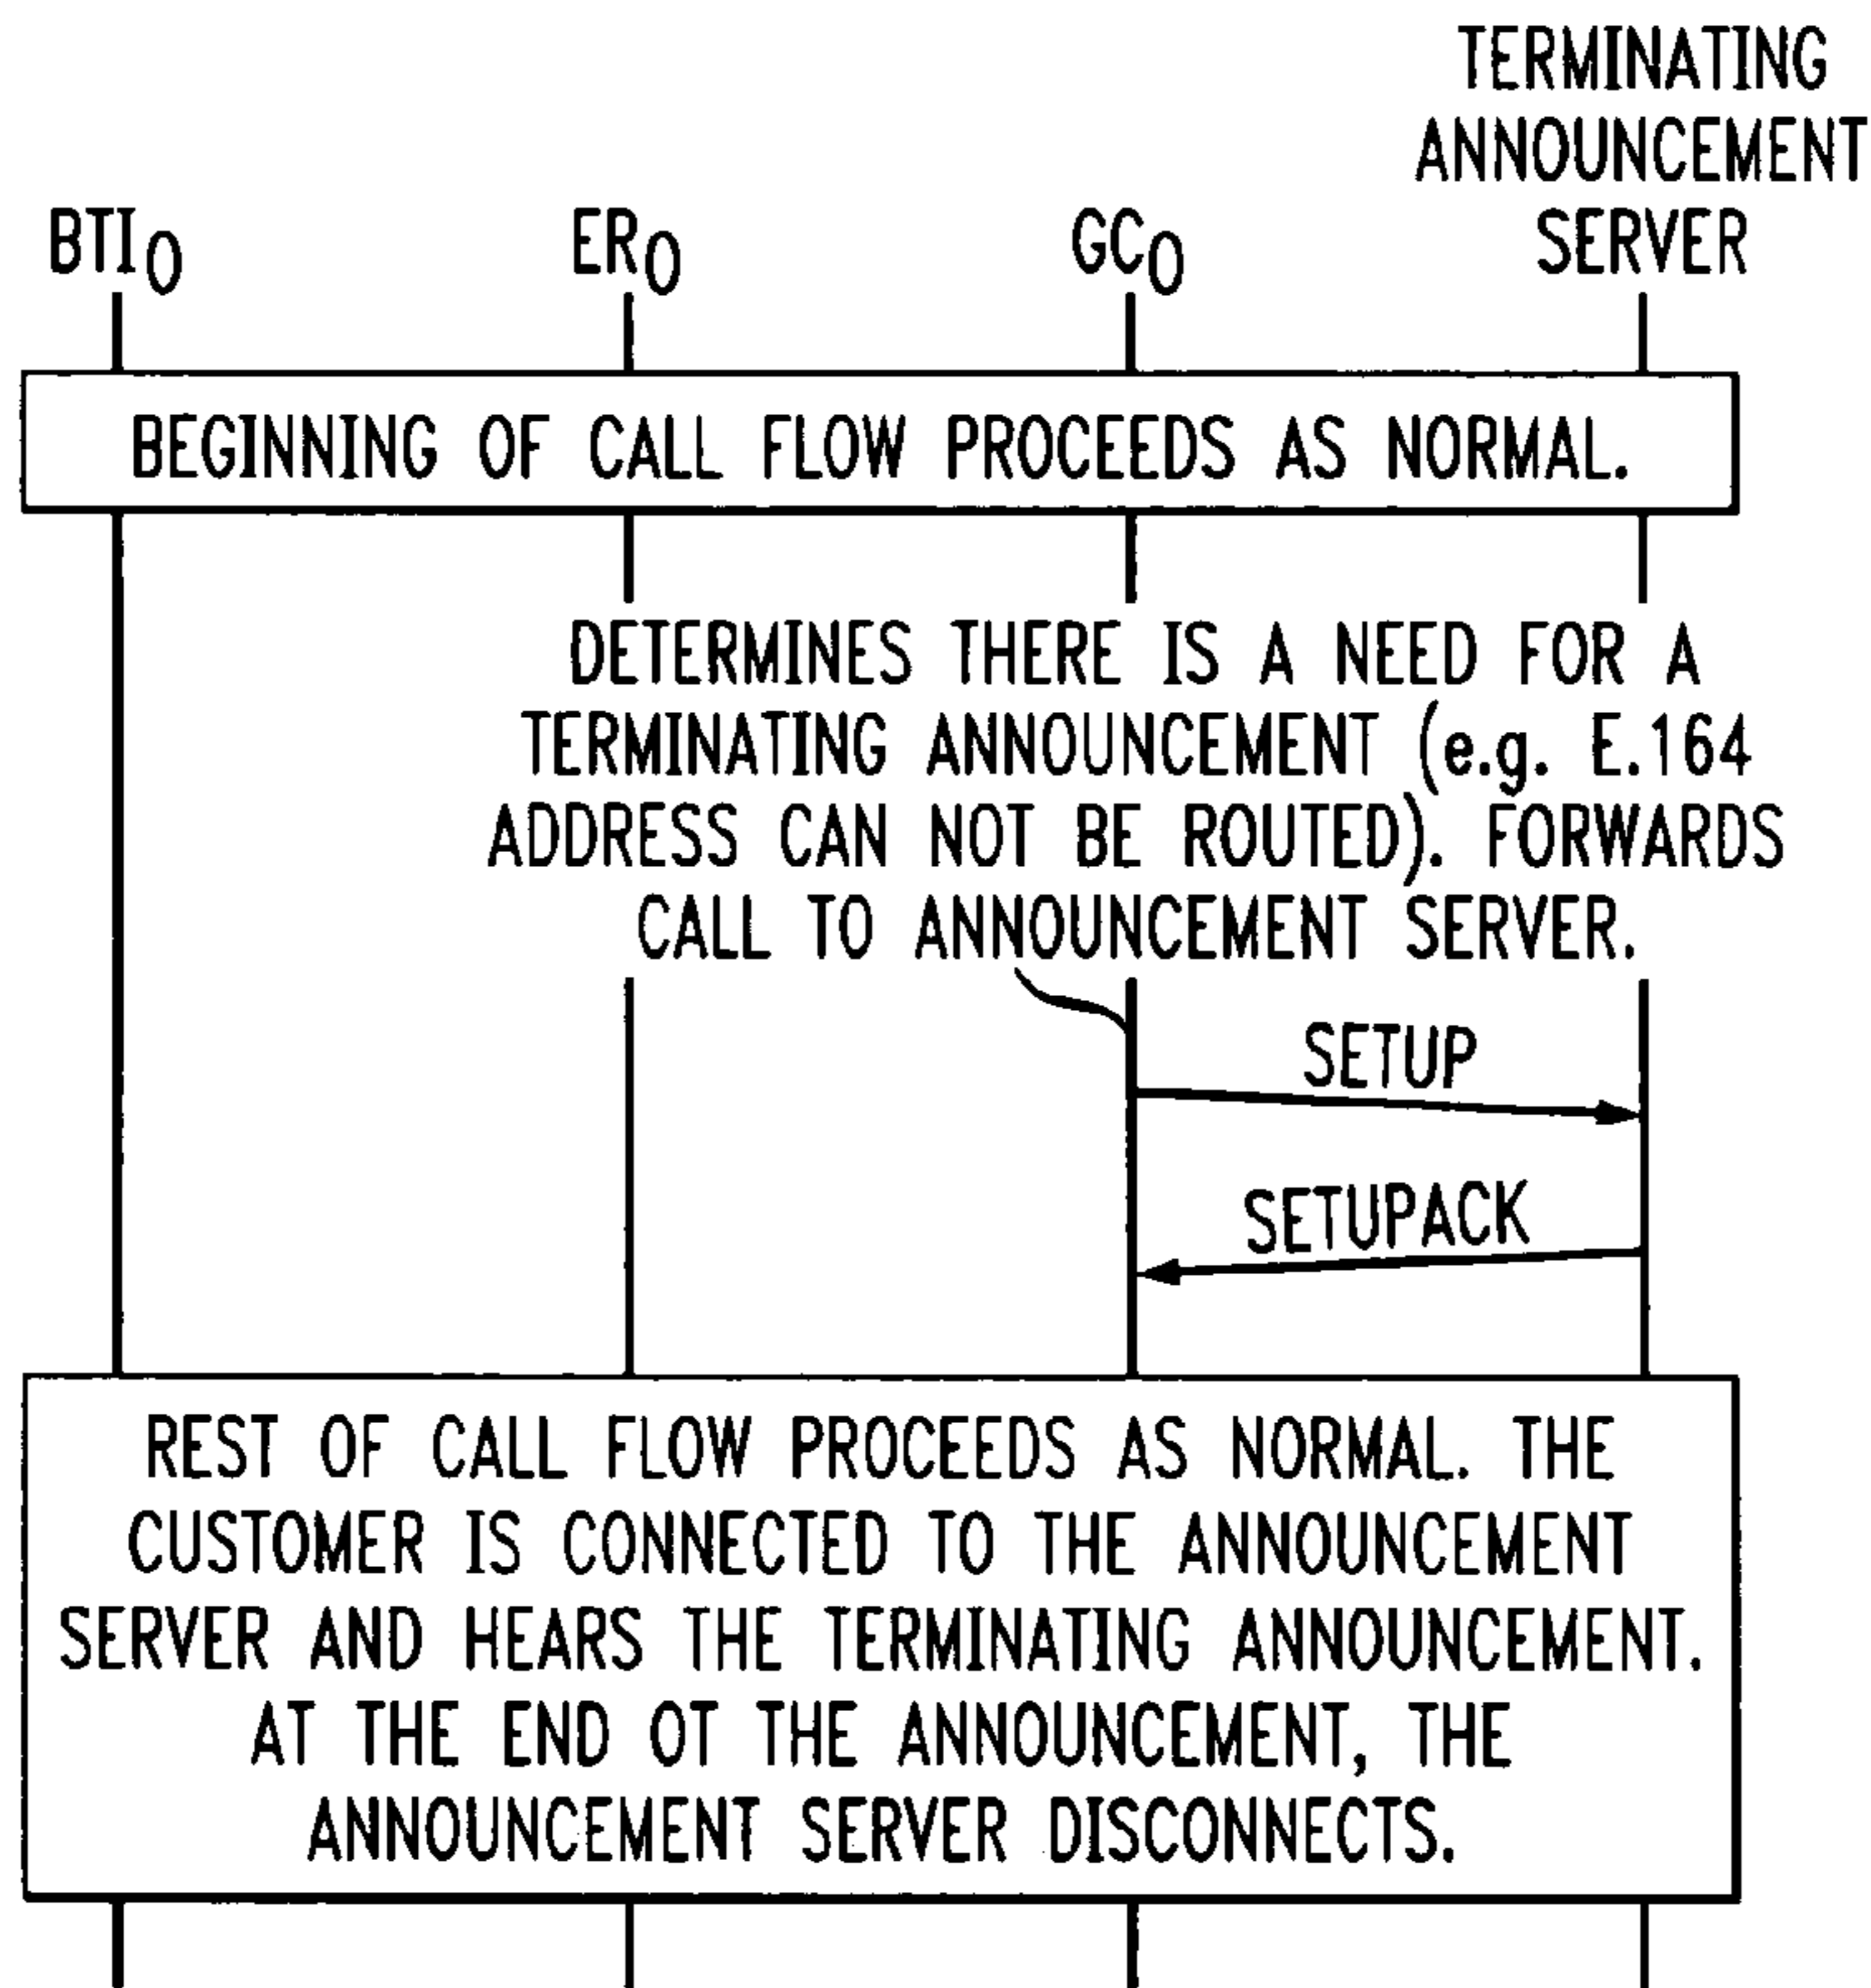 TERMINATING
ANNOUNCEMENT
SERVER
BTIO
ERO
GCO
BEGINNING OF CALL FLOW PROCEEDS AS NORMAL.
DETERMINES THERE IS A NEED FOR A
TERMINATING ANNOUNCEMENT (e.g. E.164
ADDRESS CAN NOT BE ROUTED). FORWARDS
CALL TO ANNOUNCEMENT SERVER.
SETUP
SETUPACK
REST OF CALL FLOW PROCEEDS AS NORMAL. THE
CUSTOMER IS CONNECTED TO THE ANNOUNCEMENT
SERVER AND HEARS THE TERMINATING ANNOUNCEMENT.
AT THE END OT THE ANNOUNCEMENT, THE
ANNOUNCEMENT SERVER DISCONNECTS.